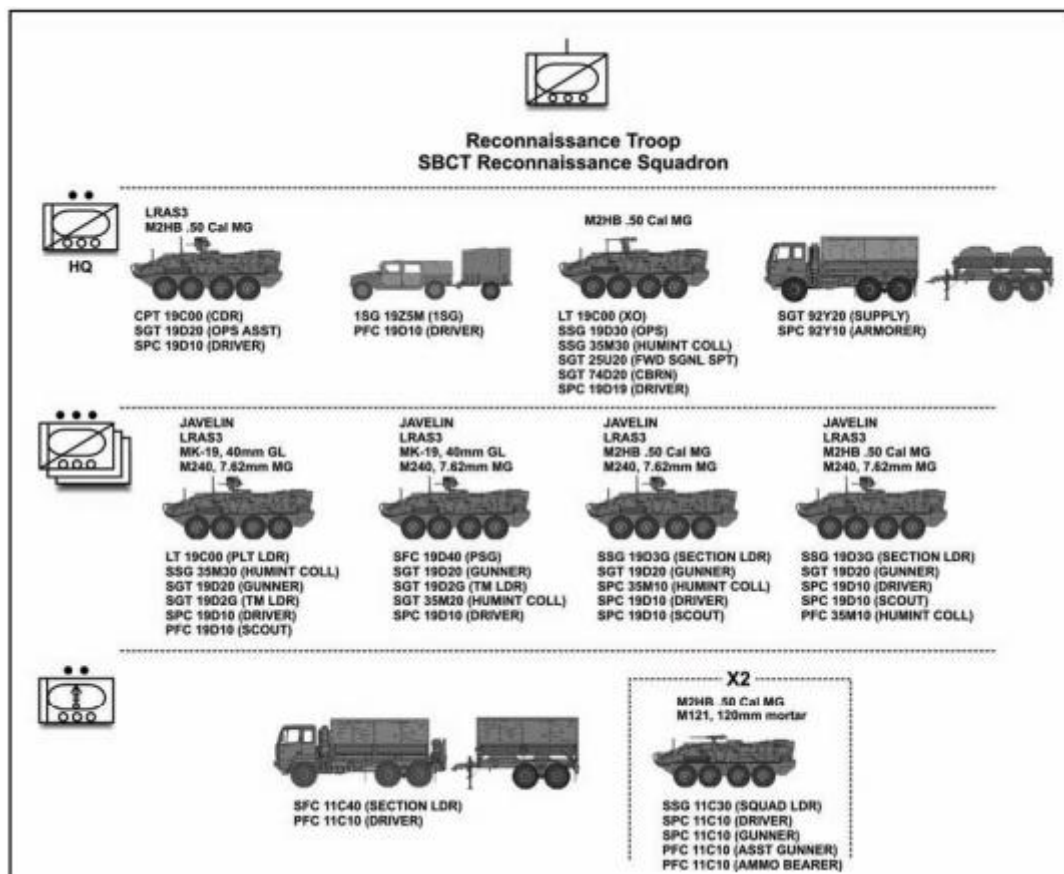 Reconnaissance Troop
SBCT Reconnaissance Squadron
HQ
LRAS3
M2HB .50 Cal MG
CPT 19C00 (CDR)
SGT 19D20 (OPS ASST)
SPC 19D10 (DRIVER)
1SG 19Z5M (1SG)
PFC 19D10 (DRIVER)
M2HB .50 Cal MG
LT 19C00 (XO)
SSG 19D30 (OPS)
SSG 35M30 (HUMINT COLL)
SGT 25U20 (FWD SGNL SPT)
SGT 74D20 (CBRN)
SPC 19D19 (DRIVER)
SGT 92Y20 (SUPPLY)
SPC 92Y10 (ARMORER)
JAVELIN
LRAS3
MK-19, 40mm GL
M240, 7.62mm MG
LT 19C00 (PLT LDR)
SSG 35M30 (HUMINT COLL)
SGT 19D20 (GUNNER)
SGT 19D2G (TM LDR)
SPC 19D10 (DRIVER)
PFC 19D10 (SCOUT)
JAVELIN
LRAS3
MK-19, 40mm GL
M240, 7.62mm MG
SFC 19D40 (PSG)
SGT 19D20 (GUNNER)
SGT 19D2G (TM LDR)
SGT 35M20 (HUMINT COLL)
SPC 19D10 (DRIVER)
JAVELIN
LRAS3
M2HB .50 Cal MG
M240, 7.62mm MG
SSG 19D3G (SECTION LDR)
SGT 19D20 (GUNNER)
SPC 35M10 (HUMINT COLL)
SPC 19D10 (DRIVER)
SPC 19D10 (SCOUT)
JAVELIN
LRAS3
M2HB .50 Cal MG
M240, 7.62mm MG
SSG 19D3G (SECTION LDR)
SGT 19D20 (GUNNER)
SPC 19D10 (DRIVER)
SPC 19D10 (SCOUT)
PFC 35M10 (HUMINT COLL)
SFC 11C40 (SECTION LDR)
PFC 11C10 (DRIVER)
X2
M2HB .50 Cal MG
M121, 120mm mortar
SSG 11C30 (SQUAD LDR)
SPC 11C10 (DRIVER)
SPC 11C10 (GUNNER)
PFC 11C10 (ASST GUNNER)
PFC 11C10 (AMMO BEARER)